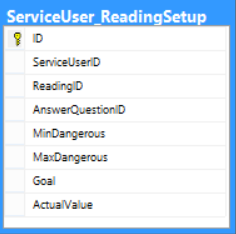 ServiceUser_ReadingSetup
ID
ServiceUserID
ReadingID
AnswerQuestionID
MinDangerous
MaxDangerous
Goal
ActualValue